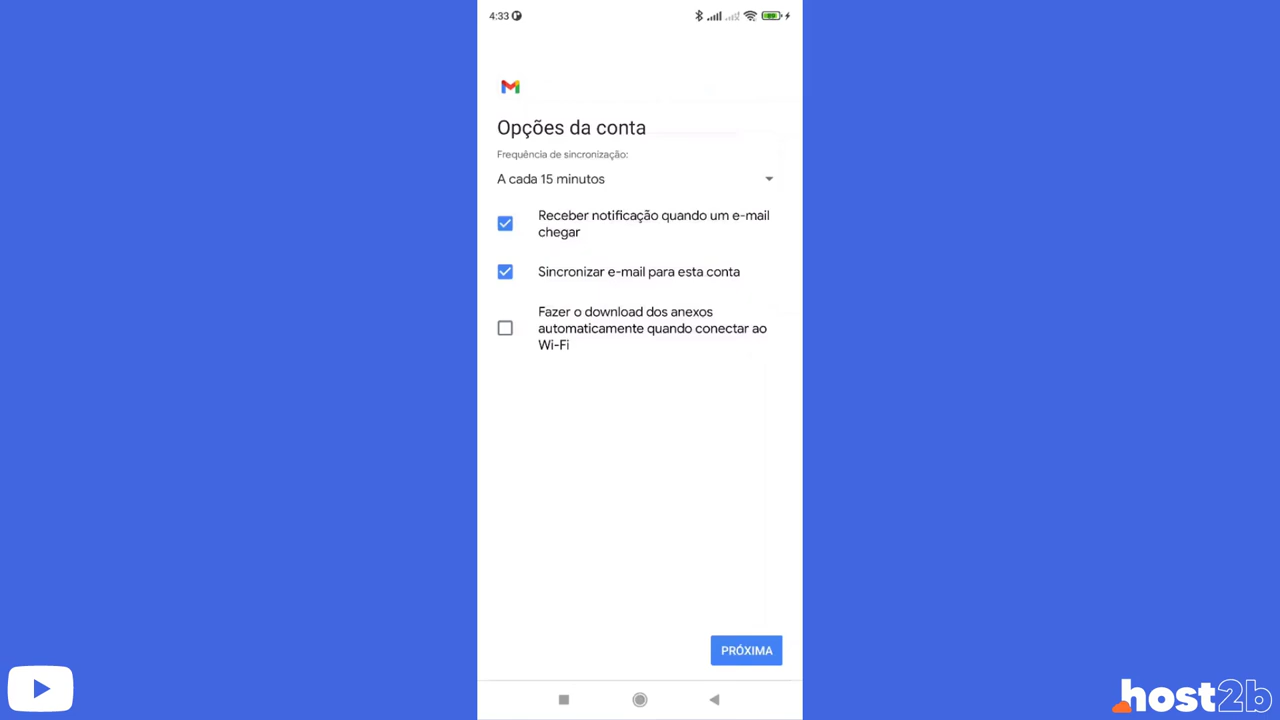 4:33
Opções da conta
Frequência de sincronização:
A cada 15 minutos
Receber notificação quando um e-mail
chegar
Sincronizar e-mail para esta conta
Fazer o download dos anexos
automaticamente quando conectar ao
Wi-Fi
PRÓXIMA
host2b